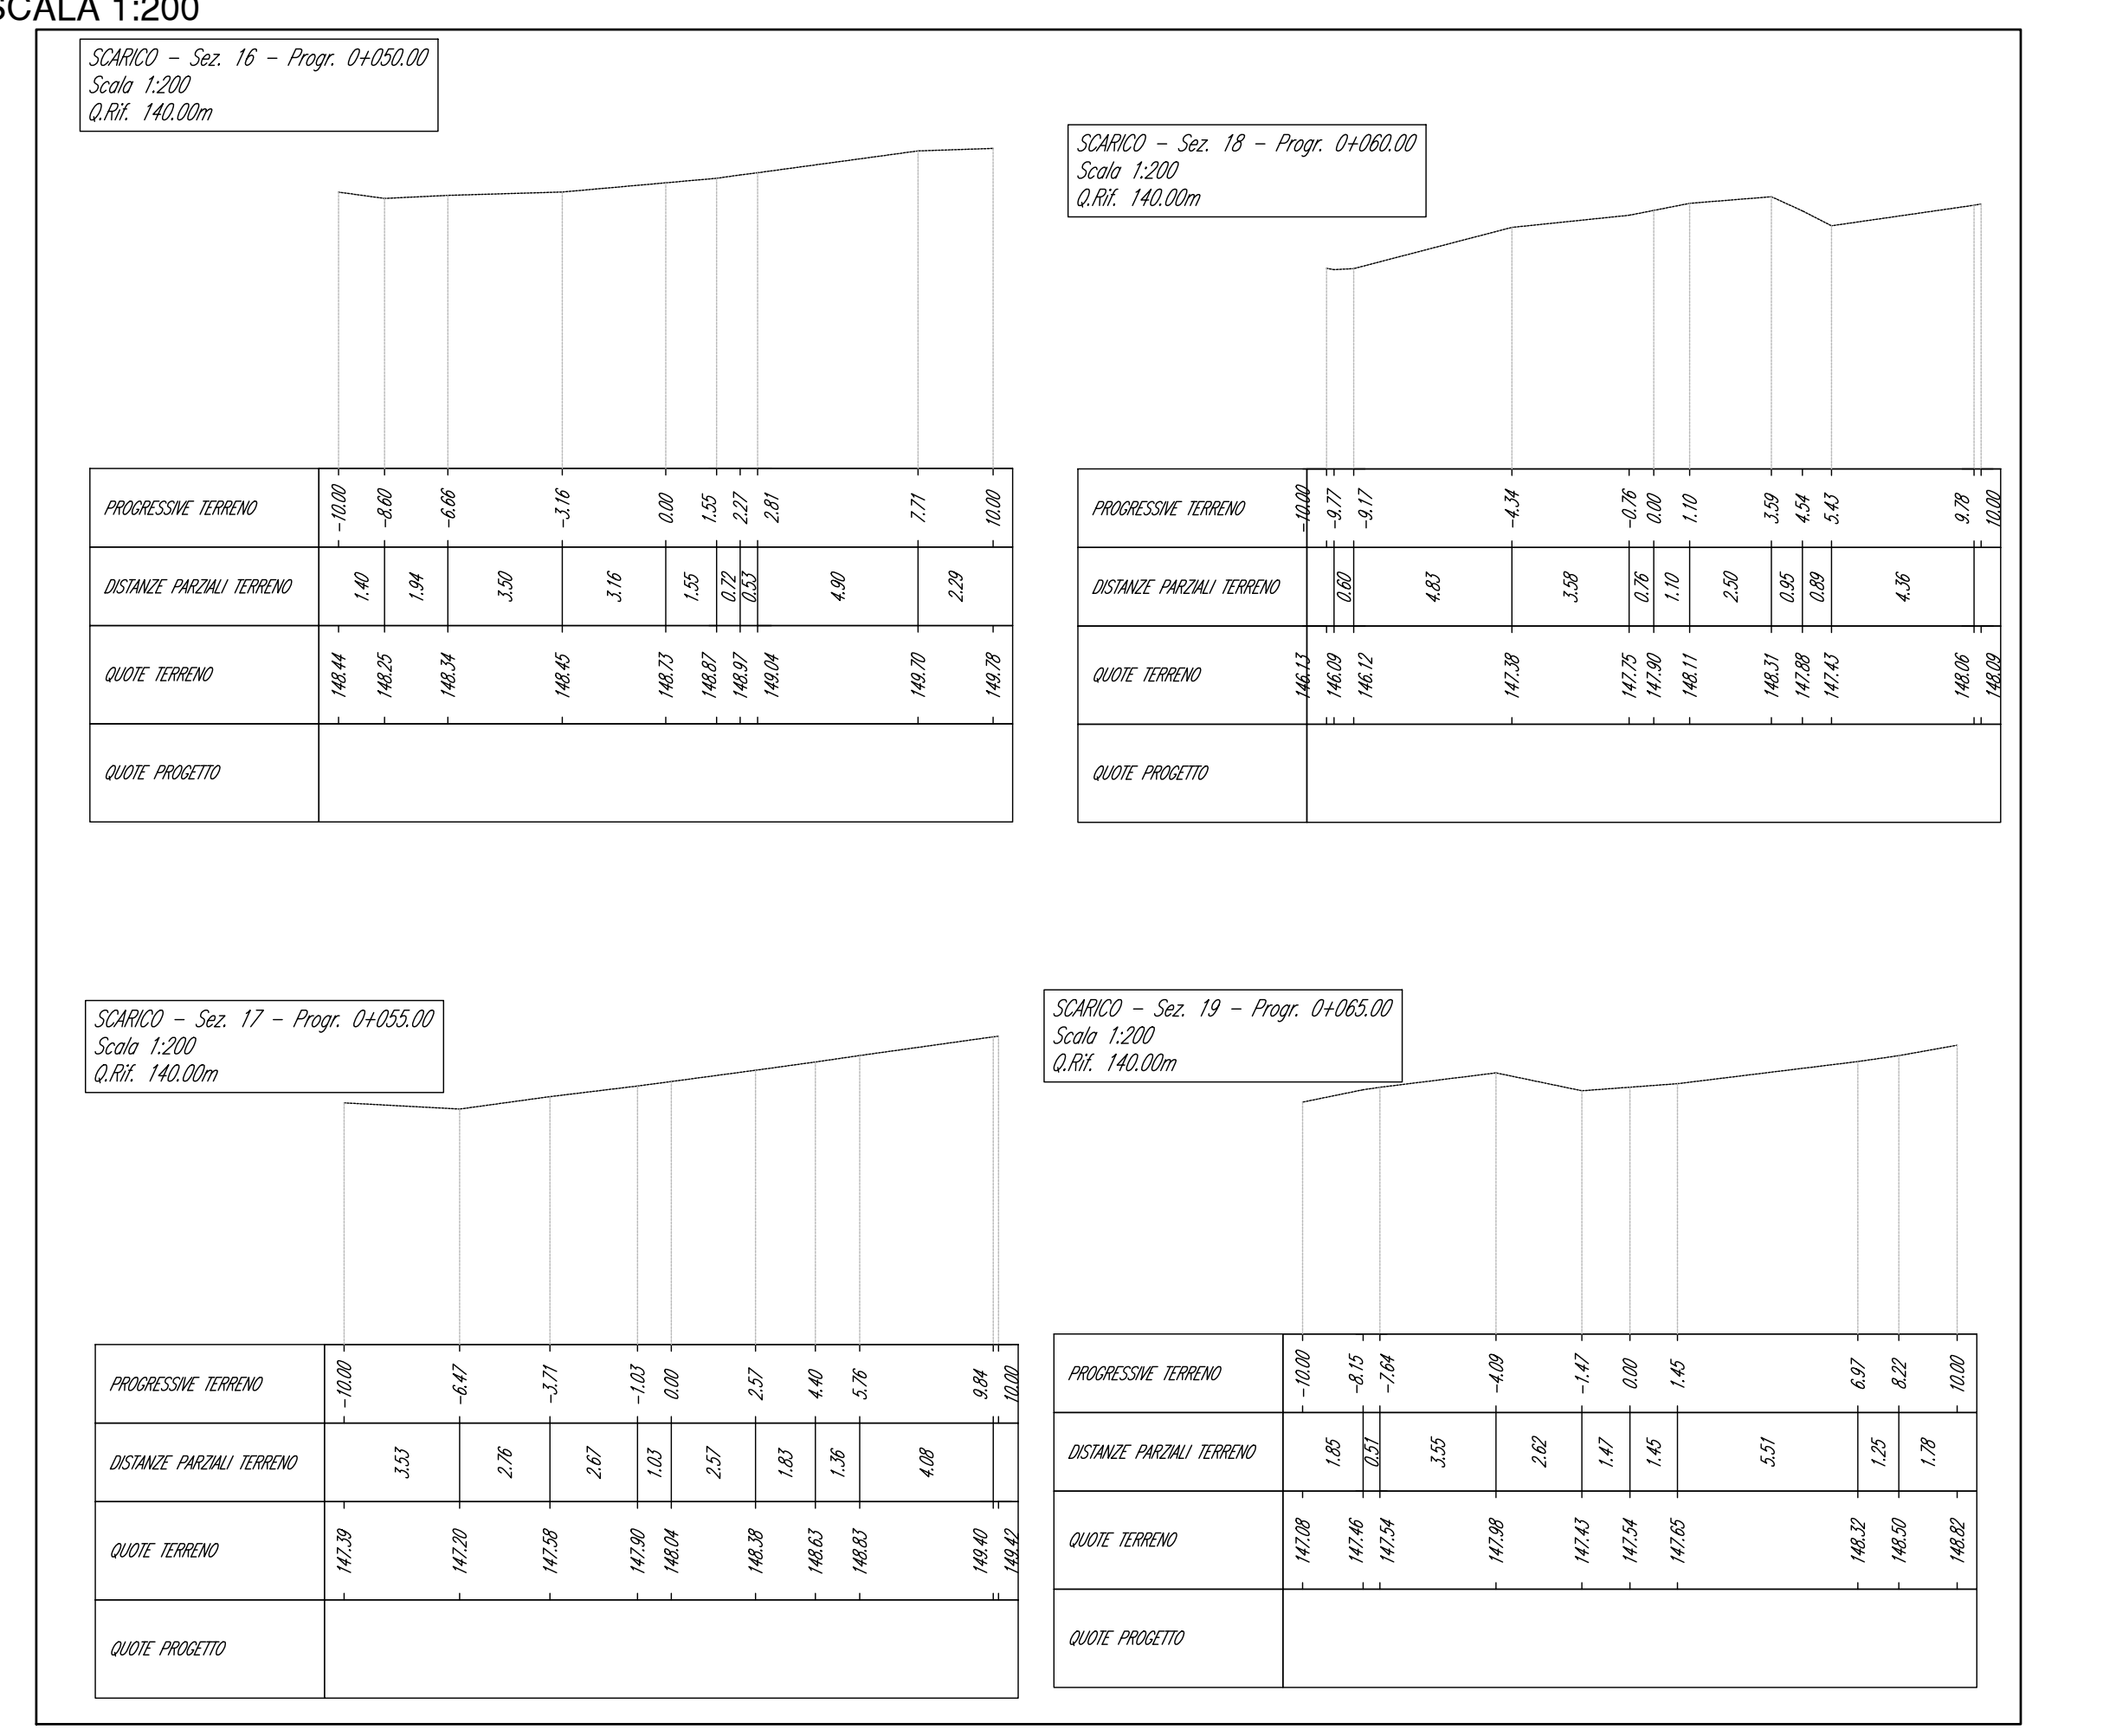 SCALA 1:200
SCARICO – Sez. 16 – Progr. 0+050.00
Scala 1:200
Q.Rif. 140.00m
PROGRESSIVE TERRENO -10.00 -8.60 -6.66 -3.16 0.00 1.55 2.27 2.81 7.71 10.00
DISTANZE PARZIALI TERRENO 1.40 1.94 3.50 3.16 1.55 0.72 0.53 4.90 2.29
QUOTE TERRENO 148.44 148.25 148.34 148.45 148.73 148.87 148.97 149.04 149.70 149.78
QUOTE PROGETTO
SCARICO – Sez. 18 – Progr. 0+060.00
Scala 1:200
Q.Rif. 140.00m
PROGRESSIVE TERRENO -10.00 -9.77 -9.17 -4.34 -0.76 0.00 1.10 3.59 4.54 5.43 9.78 10.00
DISTANZE PARZIALI TERRENO 0.60 4.83 3.58 0.76 1.10 2.50 0.95 0.89 4.36
QUOTE TERRENO 146.13 146.09 146.12 147.38 147.75 147.90 148.11 148.31 147.88 147.43 148.06 148.09
QUOTE PROGETTO
SCARICO – Sez. 17 – Progr. 0+055.00
Scala 1:200
Q.Rif. 140.00m
PROGRESSIVE TERRENO -10.00 -6.47 -3.71 -1.03 0.00 2.57 4.40 5.76 9.84 10.00
DISTANZE PARZIALI TERRENO 3.53 2.76 2.67 1.03 2.57 1.83 1.36 4.08
QUOTE TERRENO 147.39 147.20 147.58 147.90 148.04 148.38 148.63 148.83 149.40 149.42
QUOTE PROGETTO
SCARICO – Sez. 19 – Progr. 0+065.00
Scala 1:200
Q.Rif. 140.00m
PROGRESSIVE TERRENO -10.00 -8.15 -7.64 -4.09 -1.47 0.00 1.45 6.97 8.22 10.00
DISTANZE PARZIALI TERRENO 1.85 0.51 3.55 2.62 1.47 1.45 5.51 1.25 1.78
QUOTE TERRENO 147.08 147.46 147.54 147.98 147.43 147.54 147.65 148.32 148.50 148.82
QUOTE PROGETTO